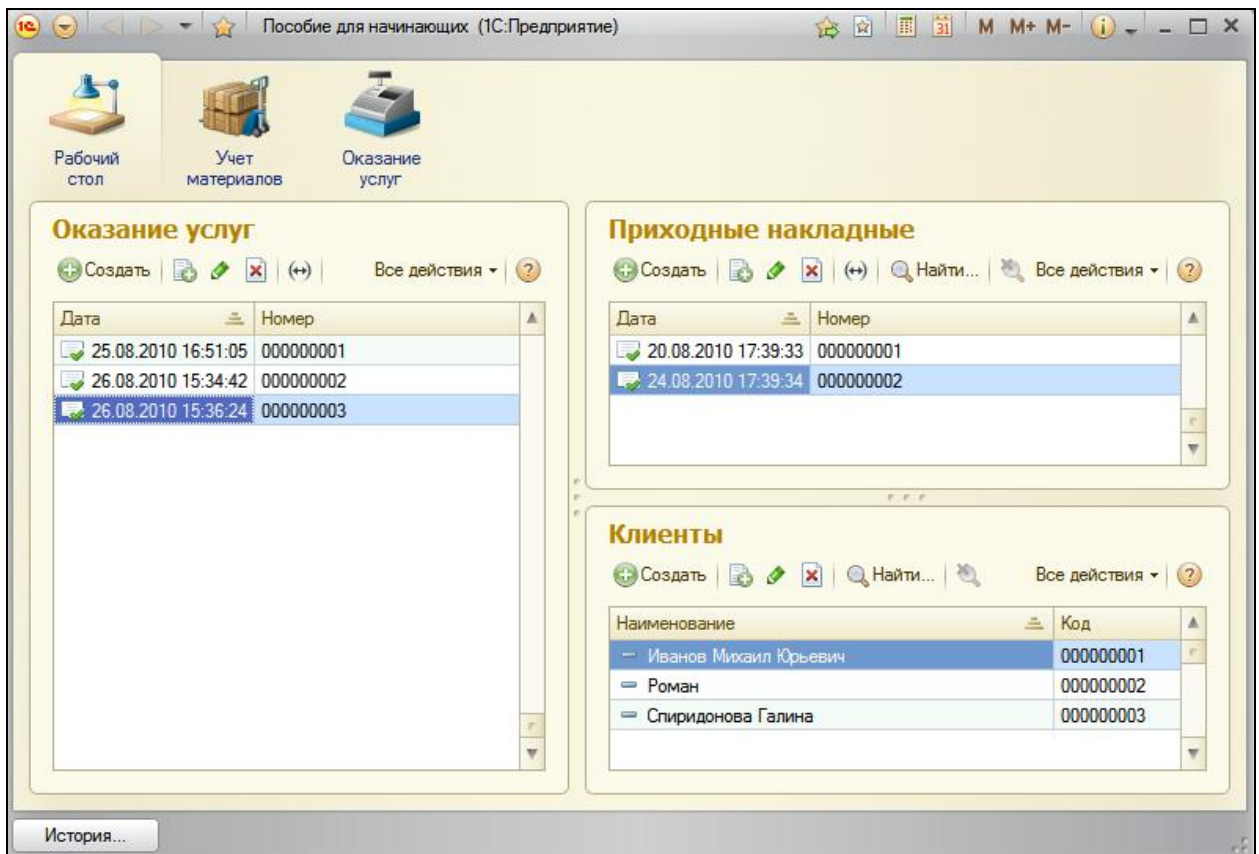 1С Пособие для начинающих (1С:Предприятие) 31 M M+ M-
Рабочий стол
Учет материалов
Оказание услуг
Оказание услуг
Создать Все действия
Дата Номер
25.08.2010 16:51:05 000000001
26.08.2010 15:34:42 000000002
26.08.2010 15:36:24 000000003
Приходные накладные
Создать Найти... Все действия
Дата Номер
20.08.2010 17:39:33 000000001
24.08.2010 17:39:34 000000002
Клиенты
Создать Найти... Все действия
Наименование Код
Иванов Михаил Юрьевич 000000001
Роман 000000002
Спиридонова Галина 000000003
История...